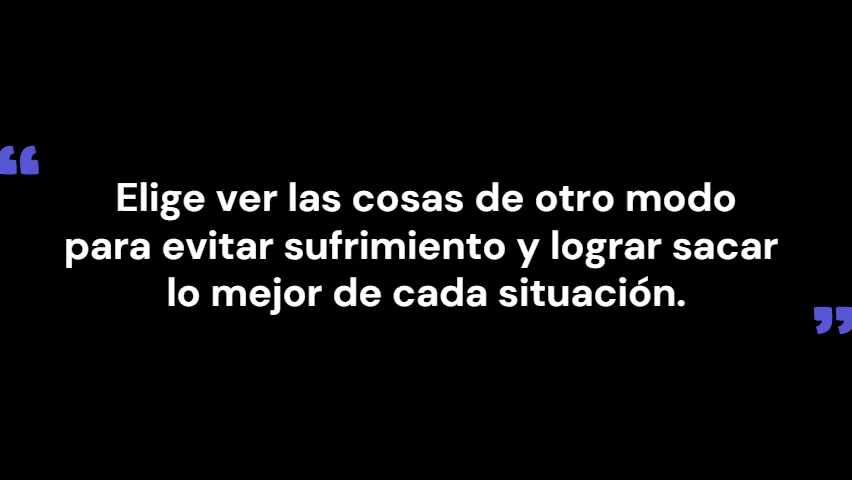 “
Elige ver las cosas de otro modo
para evitar sufrimiento y lograr sacar
lo mejor de cada situación.
”